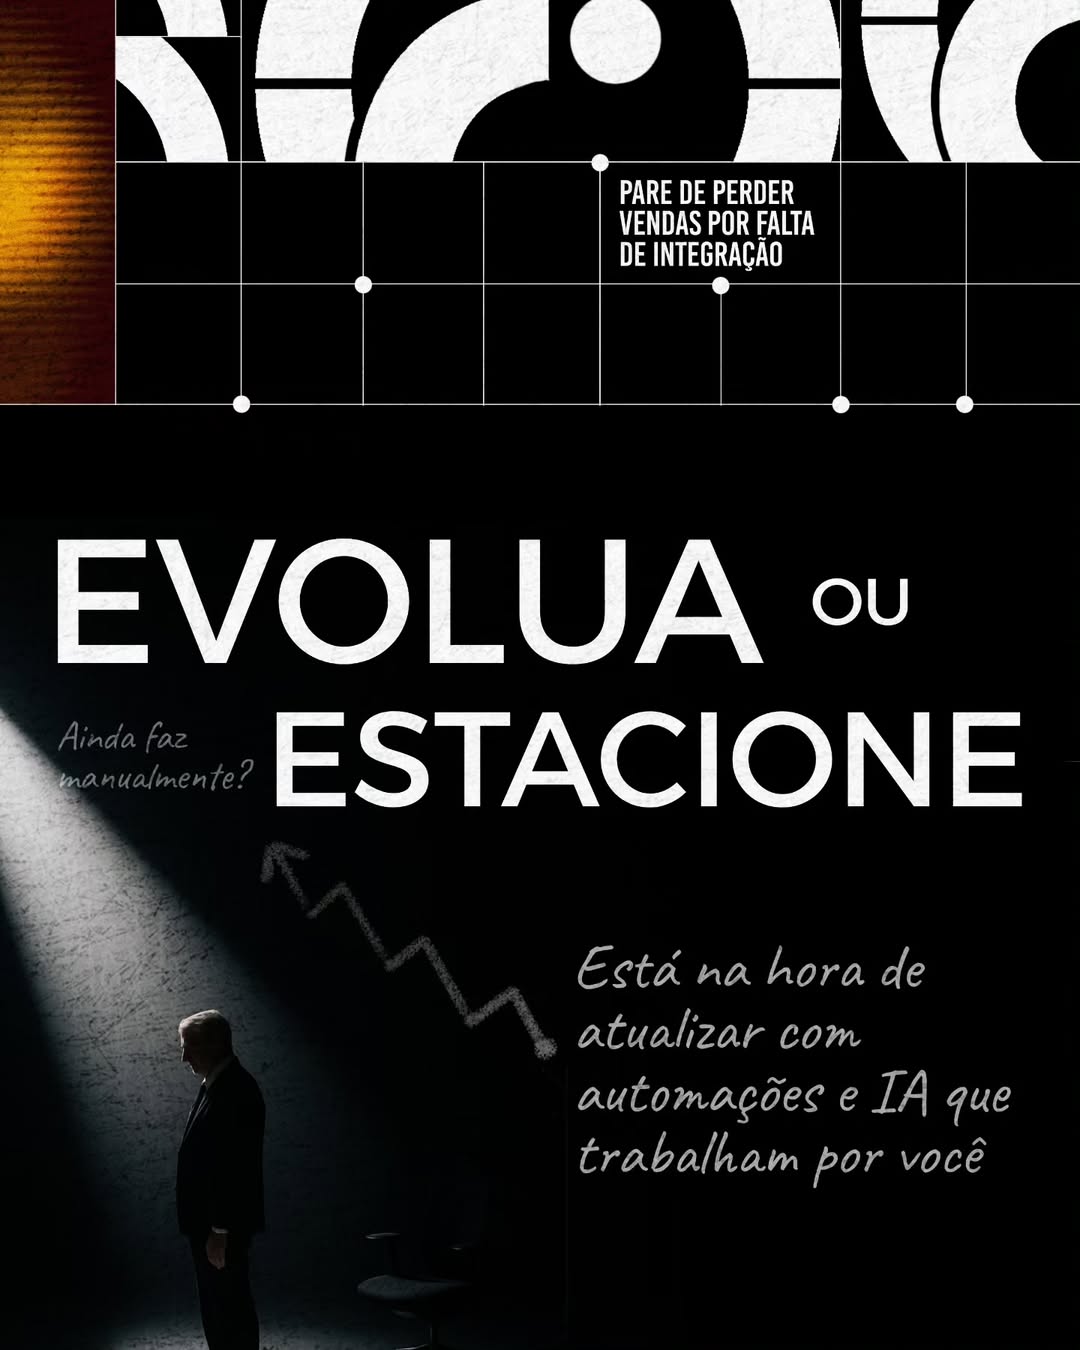 PARE DE PERDER
VENDAS POR FALTA
DE INTEGRAÇÃO
EVOLUA OU
ESTACIONE
Ainda faz
manualmente?
Está na hora de
atualizar com
automações e IA que
trabalham por você